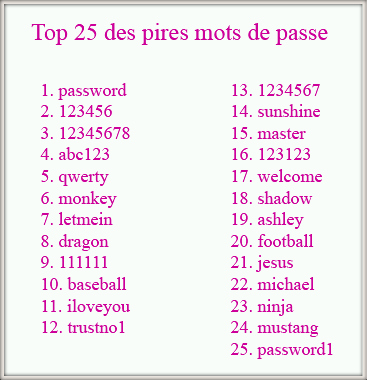 Top 25 des pires mots de passe
1. password
2. 123456
3. 12345678
4. abc123
5. qwerty
6. monkey
7. letmein
8. dragon
9. 111111
10. baseball
11. iloveyou
12. trustno1
13. 1234567
14. sunshine
15. master
16. 123123
17. welcome
18. shadow
19. ashley
20. football
21. jesus
22. michael
23. ninja
24. mustang
25. password1